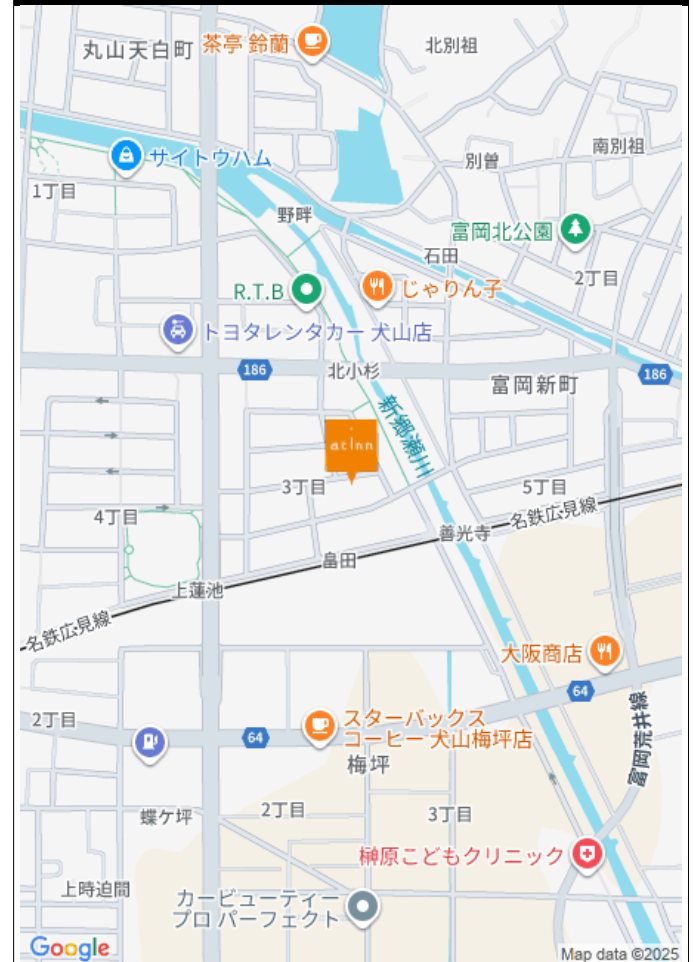 丸山天白町
茶亭 鈴蘭
北別祖
サイトウハム
別曽
南別祖
1丁目
野畔
富岡北公園
石田
2丁目
R.T.B
じゃりん子
トヨタレンタカー 犬山店
186
北小杉
186
富岡新町
新郷瀬川
at inn
3丁目
5丁目
4丁目
名鉄広見線
善光寺
畠田
上蓮池
名鉄広見線
大阪商店
64
富岡荒井線
2丁目
スターバックス
コーヒー 犬山梅坪店
64
梅坪
2丁目
3丁目
蝶ケ坪
榊原こどもクリニック
上時迫間
カービューティー
プロ パーフェクト
Google
Map data ©2025